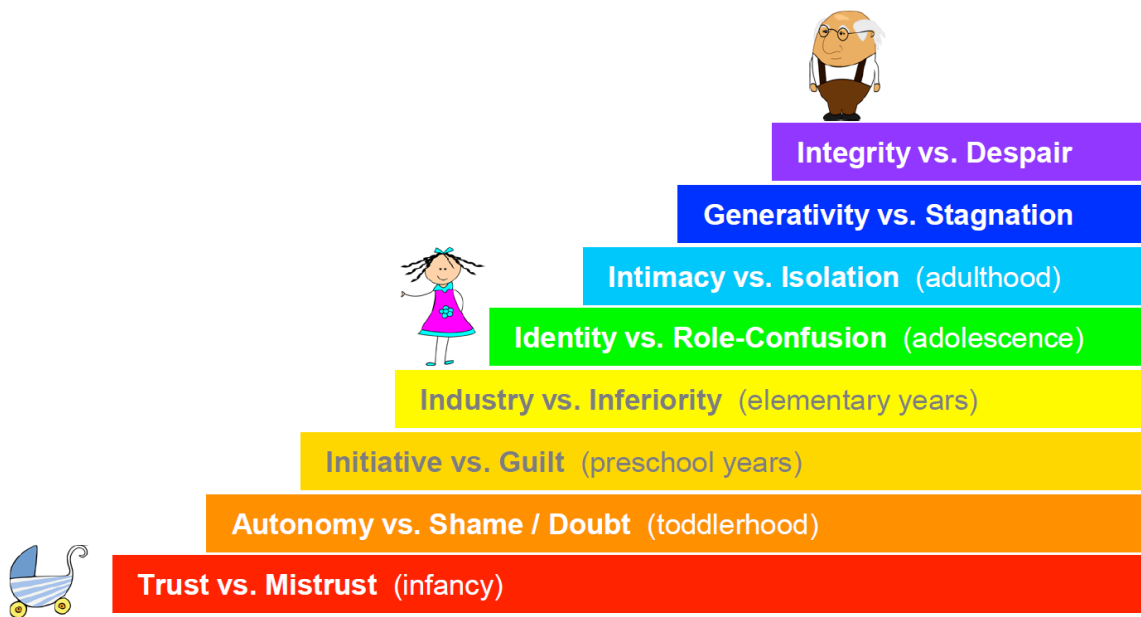 Integrity vs. Despair
Generativity vs. Stagnation
Intimacy vs. Isolation (adulthood)
Identity vs. Role-Confusion (adolescence)
Industry vs. Inferiority (elementary years)
Initiative vs. Guilt (preschool years)
Autonomy vs. Shame / Doubt (toddlerhood)
Trust vs. Mistrust (infancy)